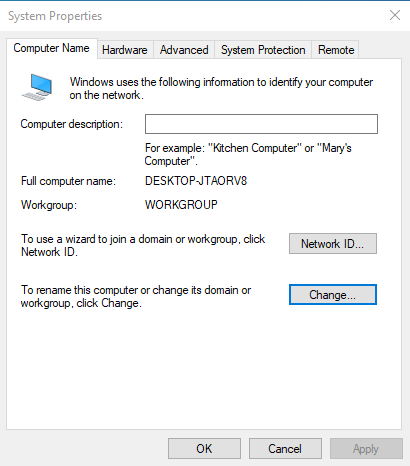 System Properties
Computer Name Hardware Advanced System Protection Remote
Windows uses the following information to identify your computer
on the network.
Computer description:
For example: "Kitchen Computer" or "Mary's
Computer".
Full computer name: DESKTOP-JTAORV8
Workgroup: WORKGROUP
To use a wizard to join a domain or workgroup, click
Network ID.
Network ID...
To rename this computer or change its domain or
workgroup, click Change.
Change...
OK Cancel Apply